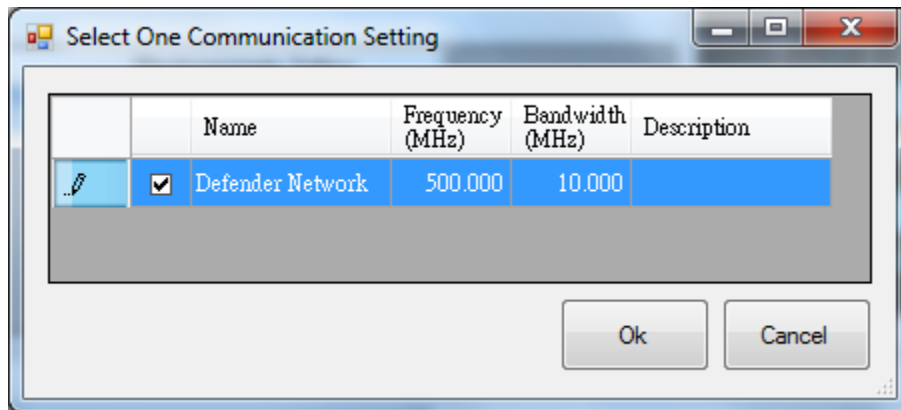 Select One Communication Setting
Name Frequency (MHz) Bandwidth (MHz) Description
Defender Network 500.000 10.000
Ok Cancel